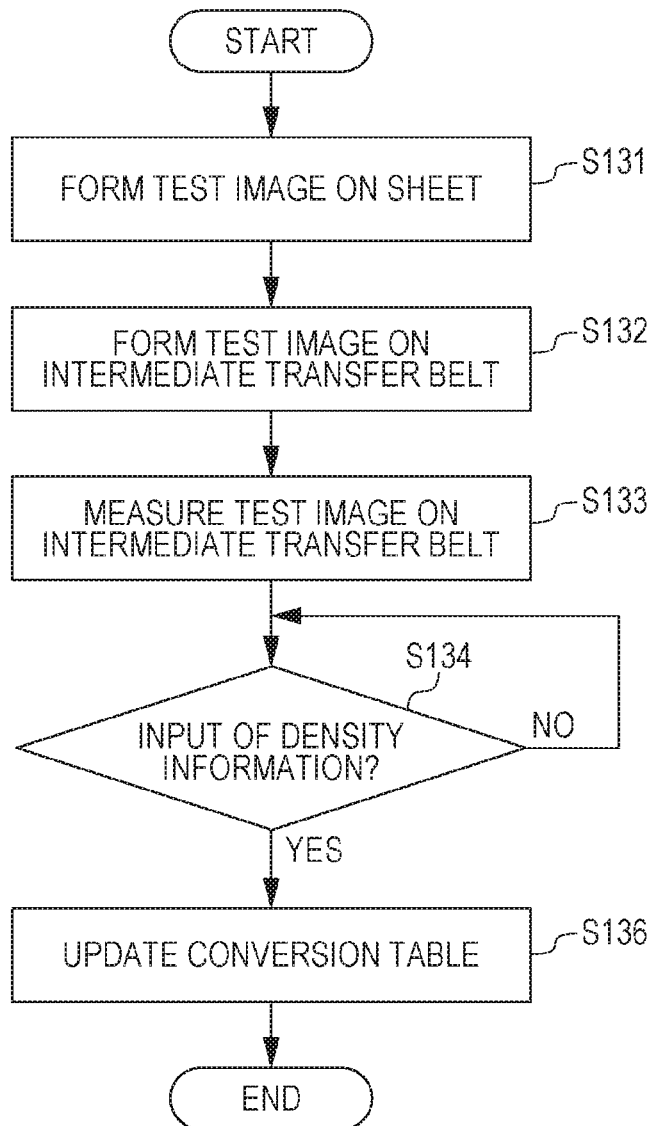 START
FORM TEST IMAGE ON SHEET
S131
FORM TEST IMAGE ON
INTERMEDIATE TRANSFER BELT
S132
MEASURE TEST IMAGE ON
INTERMEDIATE TRANSFER BELT
S133
S134
INPUT OF DENSITY
INFORMATION?
NO
YES
UPDATE CONVERSION TABLE
S136
END